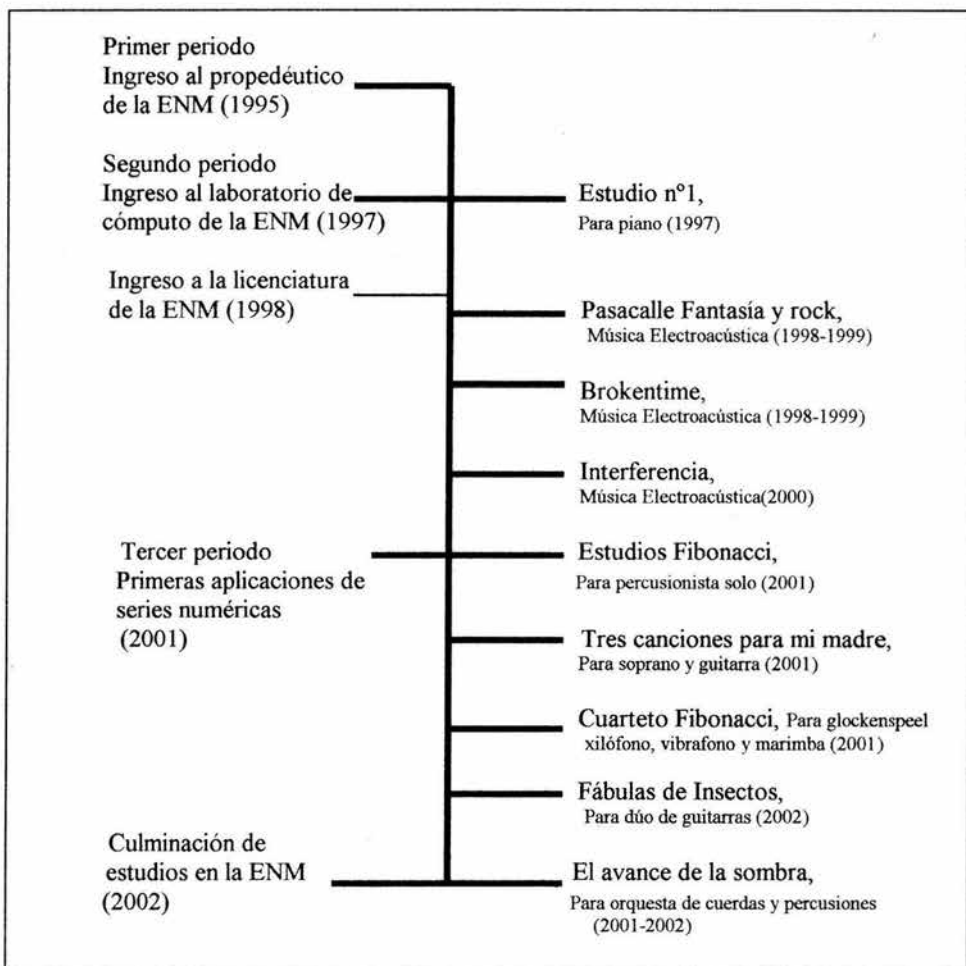 Primer periodo
Ingreso al propedéutico
de la ENM (1995)
Segundo periodo
Ingreso al laboratorio de
cómputo de la ENM (1997)
Estudio nº1,
Para piano (1997)
Ingreso a la licenciatura
de la ENM (1998)
Pasacalle Fantasía y rock,
Música Electroacústica (1998-1999)
Brokentime,
Música Electroacústica (1998-1999)
Interferencia,
Música Electroacústica(2000)
Tercer periodo
Primeras aplicaciones de
series numéricas
(2001)
Estudios Fibonacci,
Para percusionista solo (2001)
Tres canciones para mi madre,
Para soprano y guitarra (2001)
Cuarteto Fibonacci, Para glockenspeel
xilófono, vibrafono y marimba (2001)
Fábulas de Insectos,
Para dúo de guitarras (2002)
Culminación de
estudios en la ENM
(2002)
El avance de la sombra,
Para orquesta de cuerdas y percusiones
(2001-2002)